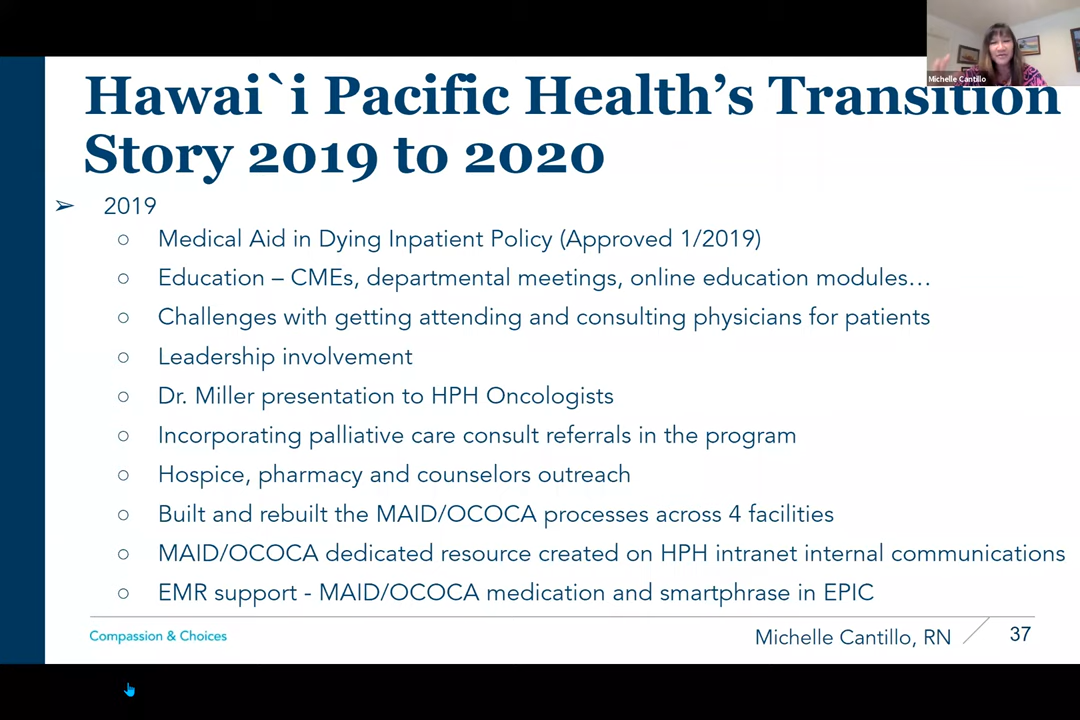 Michelle Cantillo
Hawai`i Pacific Health's Transition
Story 2019 to 2020
➢ 2019
○ Medical Aid in Dying Inpatient Policy (Approved 1/2019)
○ Education – CMEs, departmental meetings, online education modules…
○ Challenges with getting attending and consulting physicians for patients
○ Leadership involvement
○ Dr. Miller presentation to HPH Oncologists
○ Incorporating palliative care consult referrals in the program
○ Hospice, pharmacy and counselors outreach
○ Built and rebuilt the MAID/OCOCA processes across 4 facilities
○ MAID/OCOCA dedicated resource created on HPH intranet internal communications
○ EMR support - MAID/OCOCA medication and smartphrase in EPIC
Compassion & Choices
Michelle Cantillo, RN
37